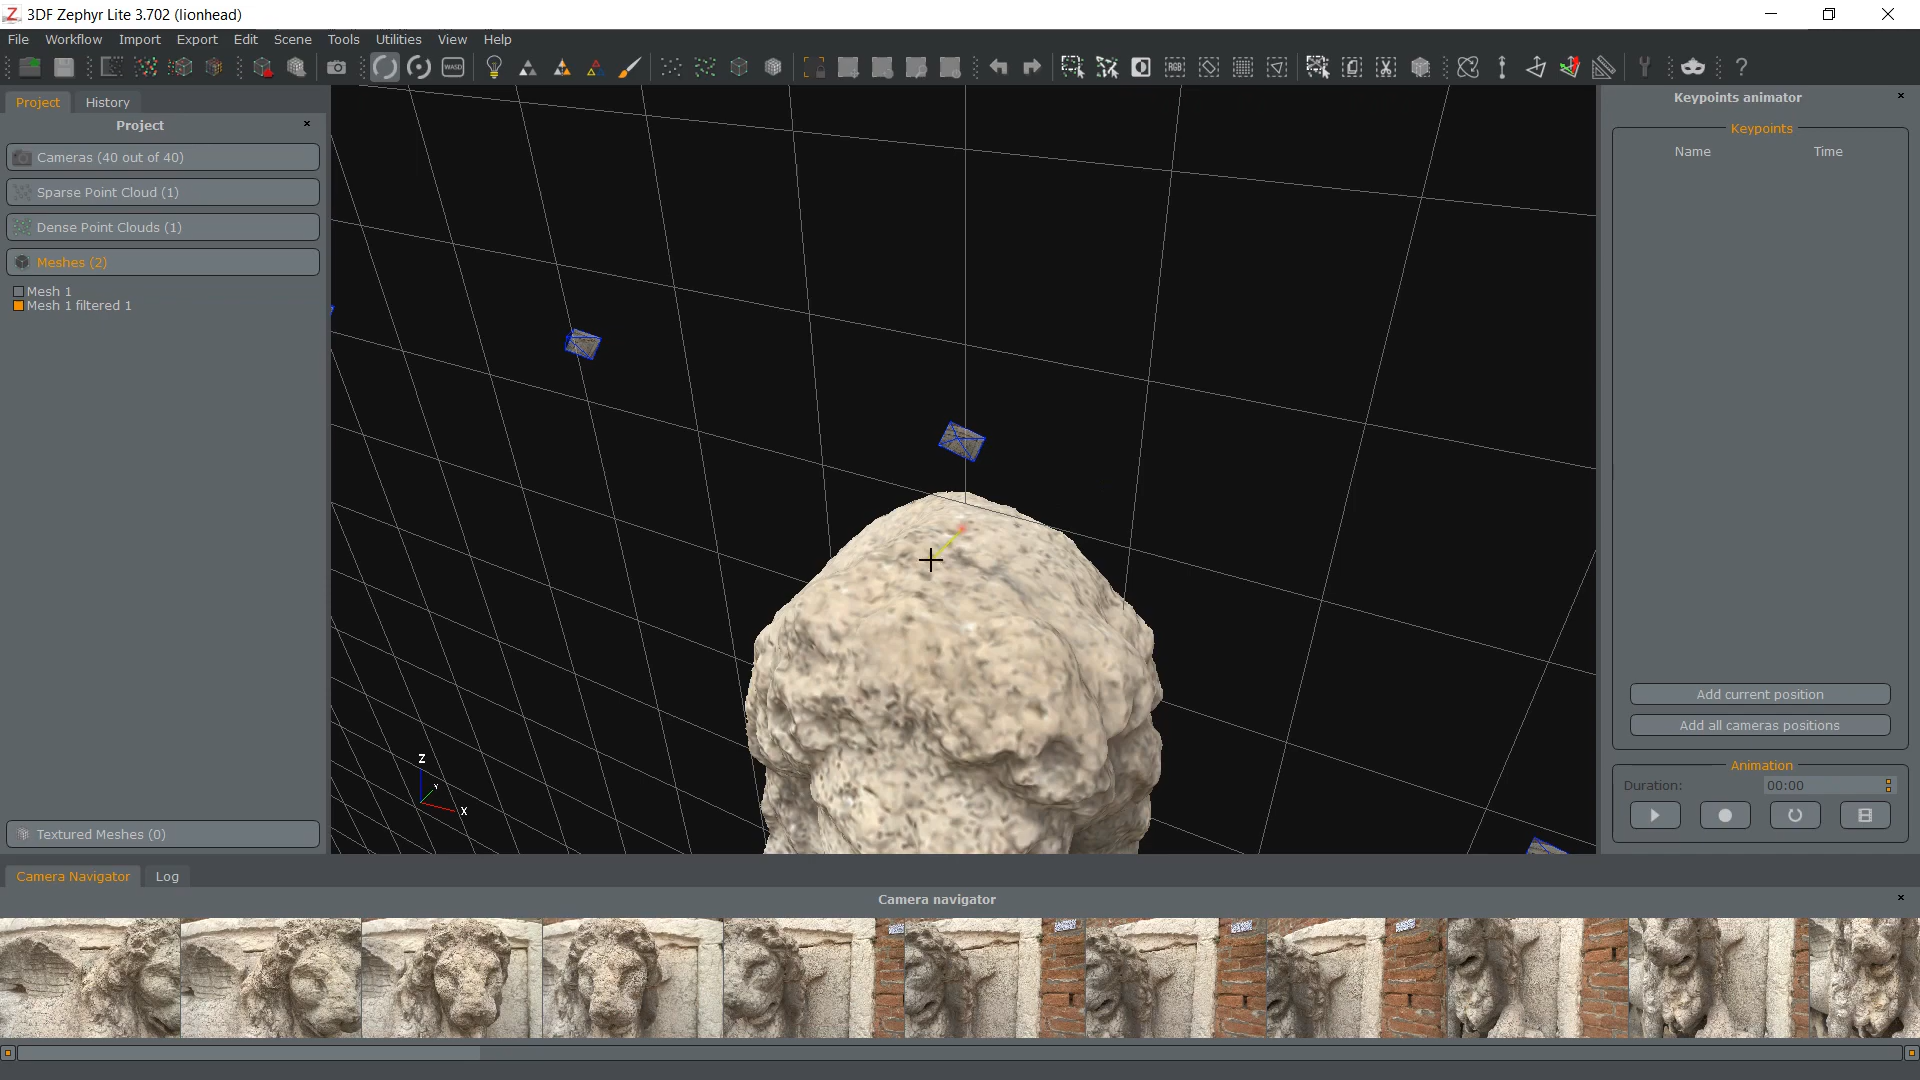 3DF Zephyr Lite 3.702 (lionhead)
File Workflow Import Export Edit Scene Tools Utilities View Help
WASD
RGB
Project History
Project
Cameras (40 out of 40)
Sparse Point Cloud (1)
Dense Point Clouds (1)
Meshes (2)
Mesh 1
Mesh 1 filtered 1
Textured Meshes (0)
Z
Y
X
Keypoints animator
Keypoints
Name Time
Add current position
Add all cameras positions
Animation
Duration: 00:00
Camera Navigator Log
Camera navigator